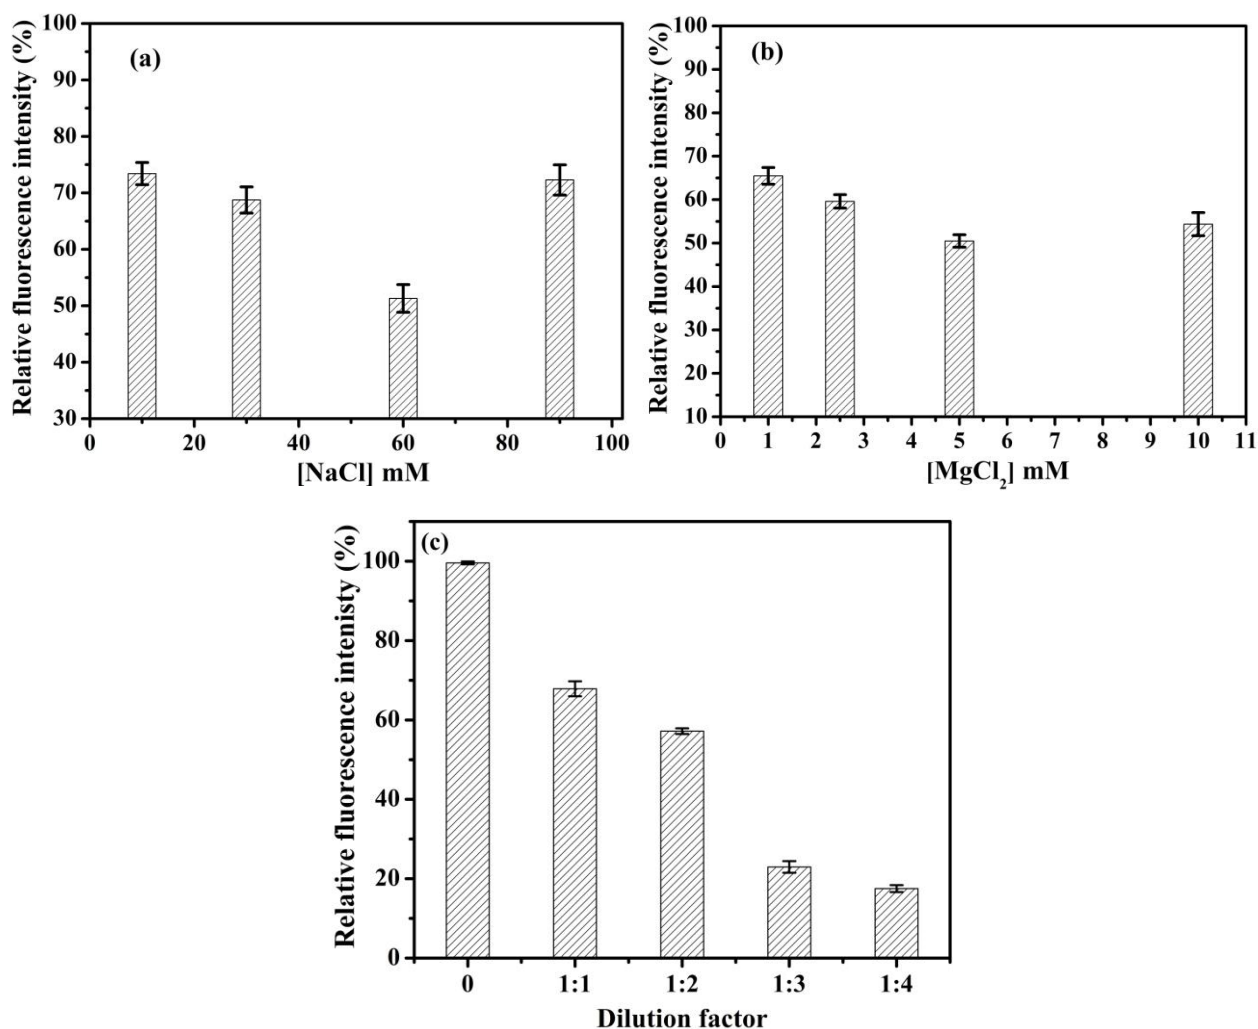 (a)
Relative fluorescence intensity (%)
100
90
80
70
60
50
40
30
0 20 40 60 80 100
[NaCl] mM
(b)
Relative fluorescence intensity (%)
100
90
80
70
60
50
40
30
20
10
0 1 2 3 4 5 6 7 8 9 10 11
[MgCl₂] mM
(c)
Relative fluorescence intenisty (%)
100
80
60
40
20
0
0 1:1 1:2 1:3 1:4
Dilution factor